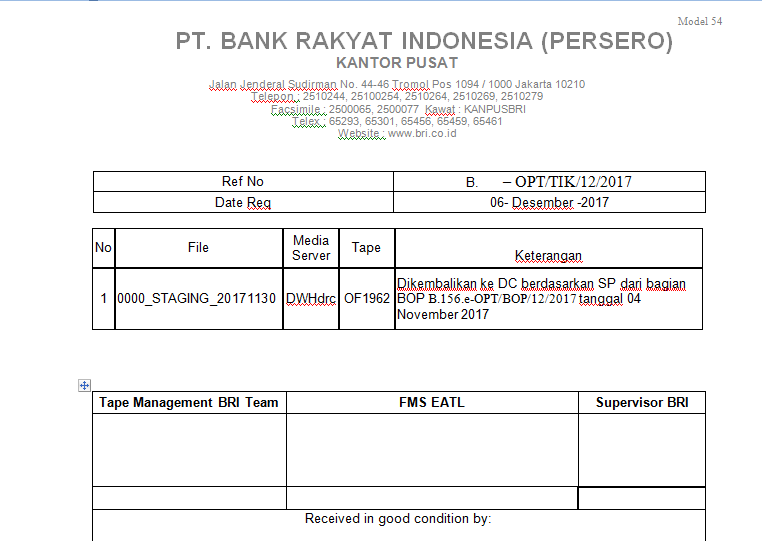 Model 54
PT. BANK RAKYAT INDONESIA (PERSERO)
KANTOR PUSAT
Jalan Jenderal Sudirman No. 44-46 Tromol Pos 1094 / 1000 Jakarta 10210
Telepon : 2510244, 25100254, 2510264, 2510269, 2510279
Facsimile : 2500065, 2500077 Kawat : KANPUSBRI
Telex : 65293, 65301, 65456, 65459, 65461
Website : www.bri.co.id
Ref No B. – OPT/TIK/12/2017
Date Req 06- Desember -2017
No File Media Server Tape Keterangan
1 0000_STAGING_20171130 DWHdrc OF1962 Dikembalikan ke DC berdasarkan SP dari bagian
BOP B.156.e-OPT/BOP/12/2017 tanggal 04
November 2017
Tape Management BRI Team FMS EATL Supervisor BRI
Received in good condition by: